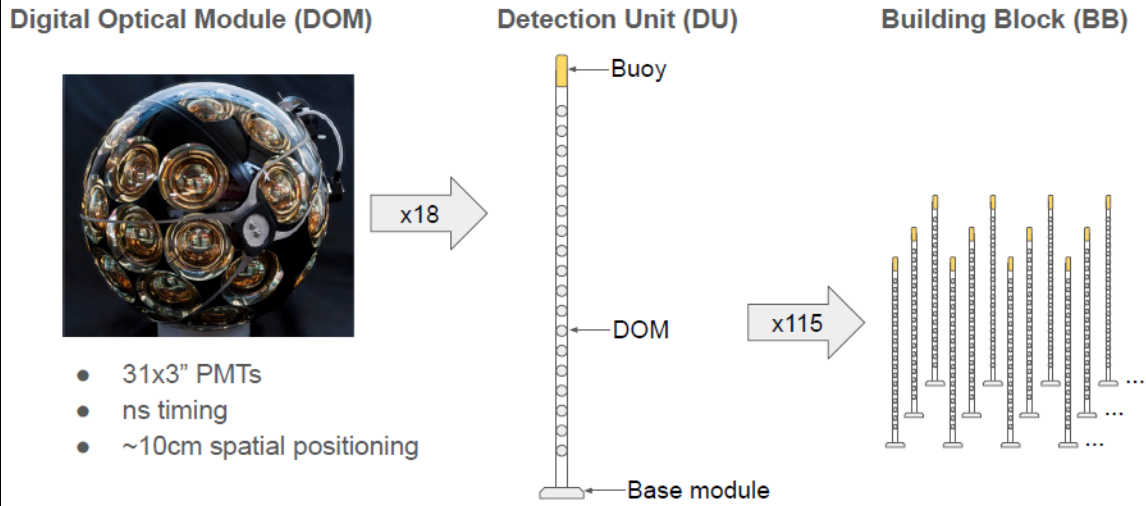 Digital Optical Module (DOM)
Detection Unit (DU)
Building Block (BB)
Buoy
x18
DOM
x115
● 31x3” PMTs
● ns timing
● ~10cm spatial positioning
...
...
...
Base module